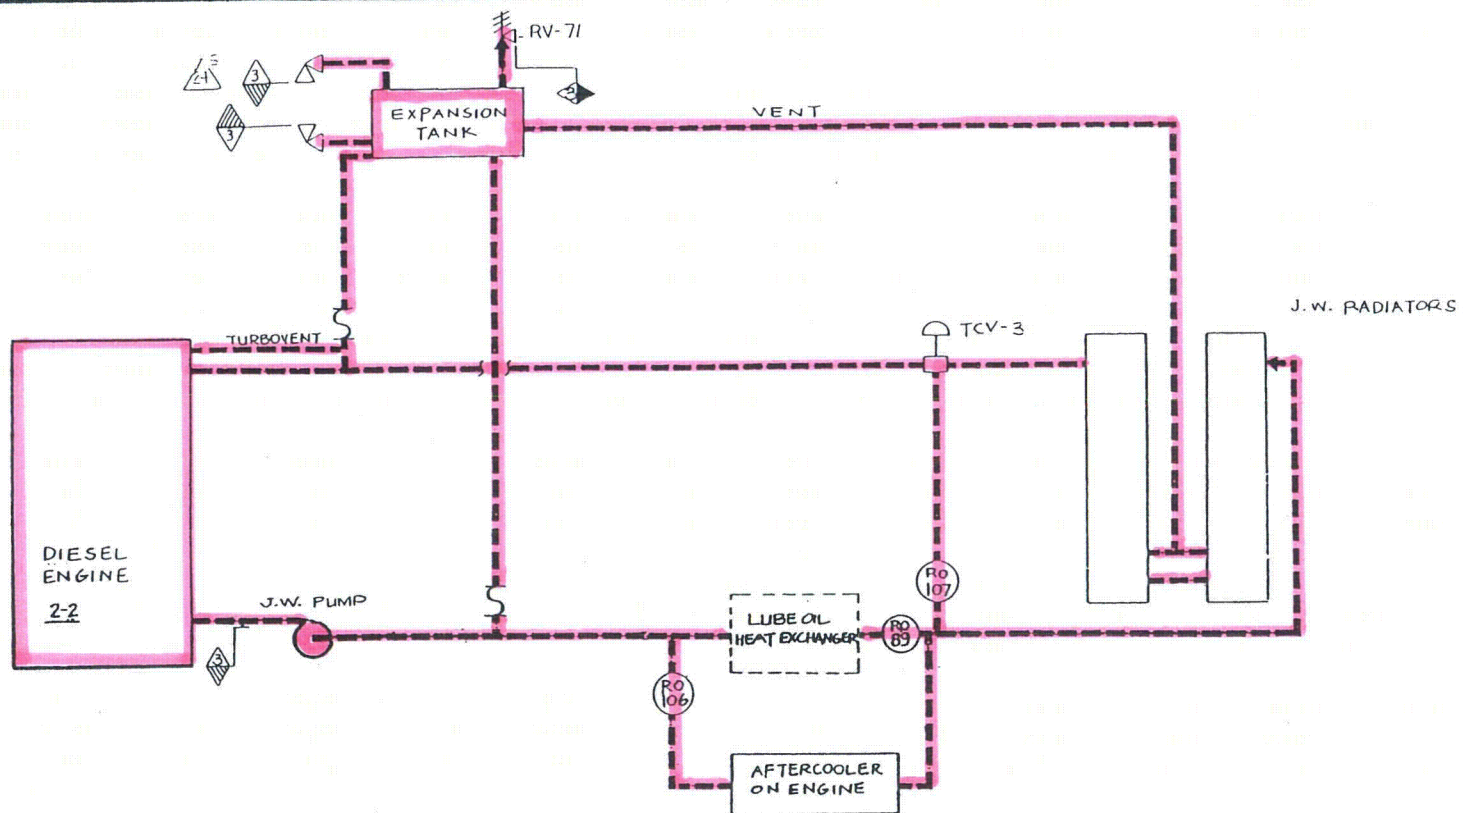 RV-71
3
3
EXPANSION
TANK
VENT
J.W. RADIATORS
TURBOVENT
TCV-3
DIESEL
ENGINE
2-2
J.W. PUMP
3
RO
107
LUBE OIL
HEAT EXCHANGER
RO
89
RO
106
AFTERCOOLER
ON ENGINE